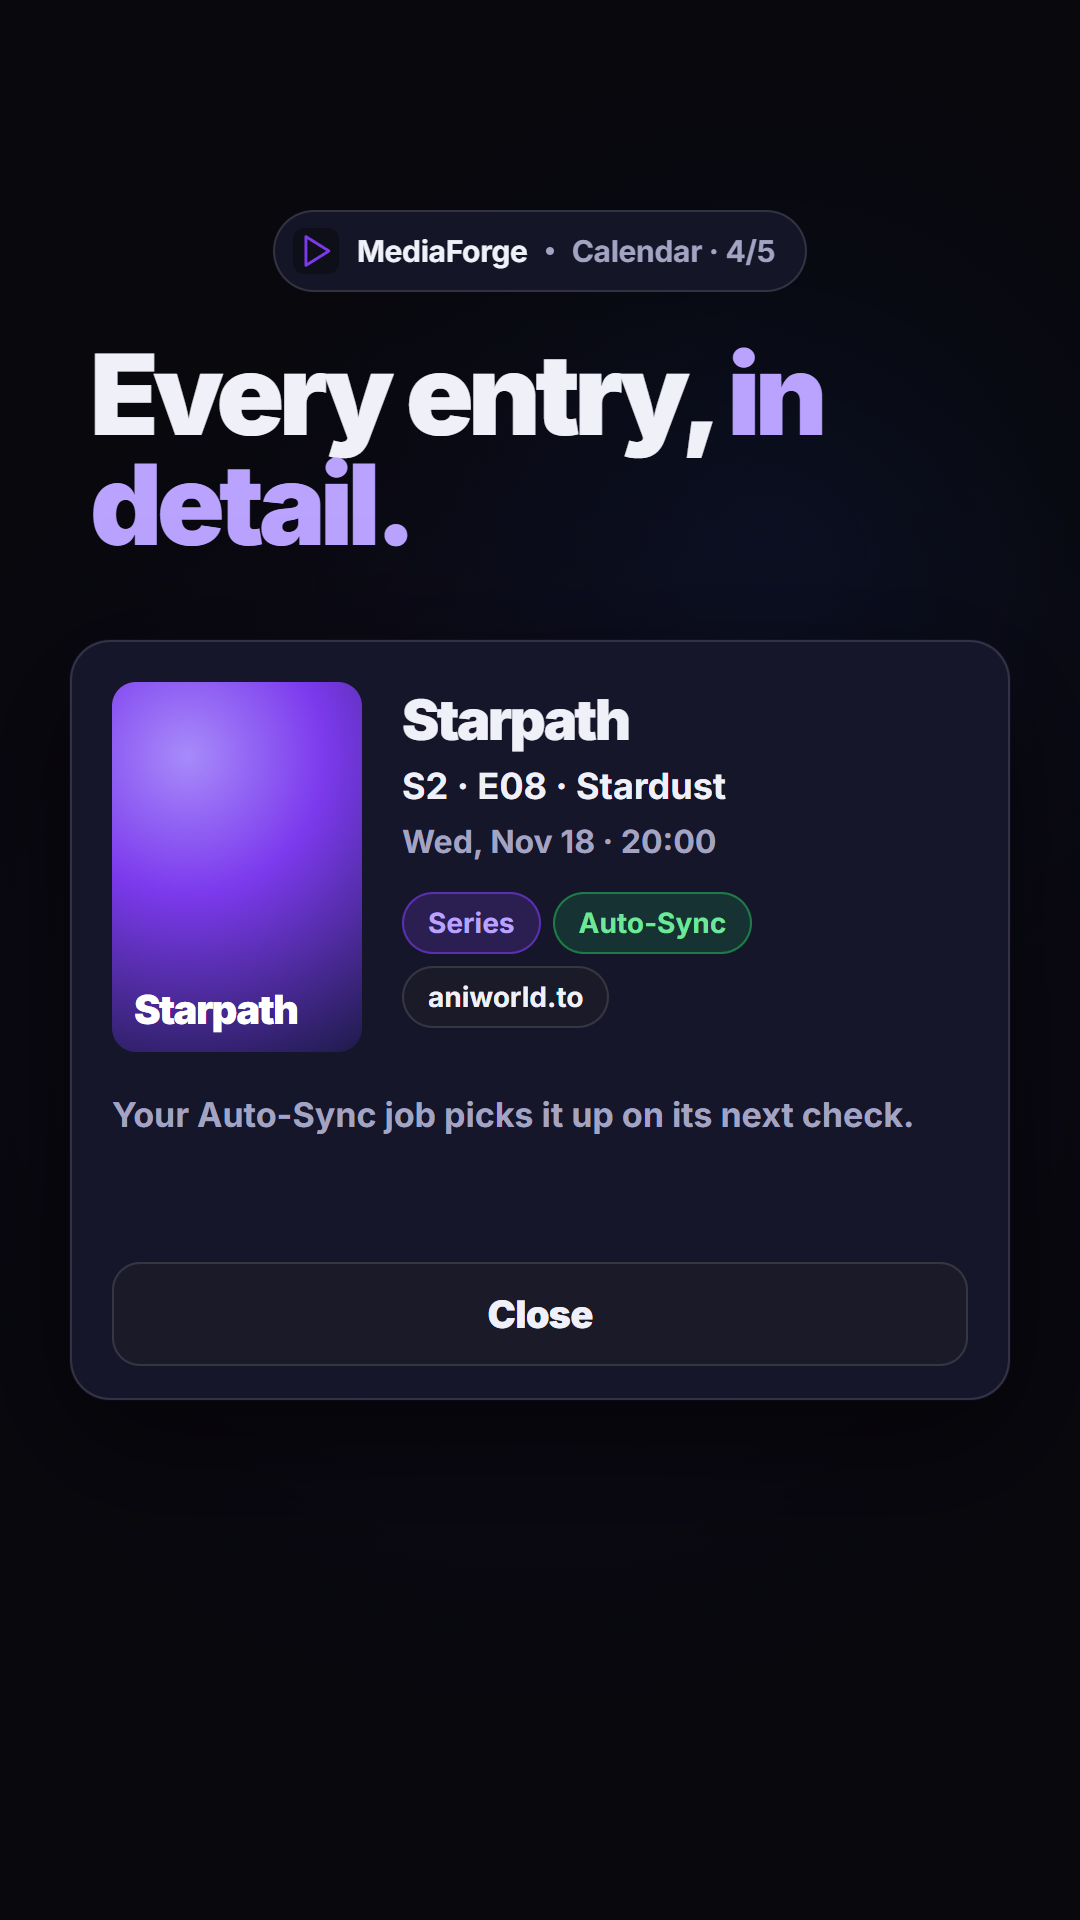 MediaForge • Calendar · 4/5
Every entry, in
detail.
Starpath
S2 · E08 · Stardust
Wed, Nov 18 · 20:00
Series
Auto-Sync
aniworld.to
Starpath
Your Auto-Sync job picks it up on its next check.
Close